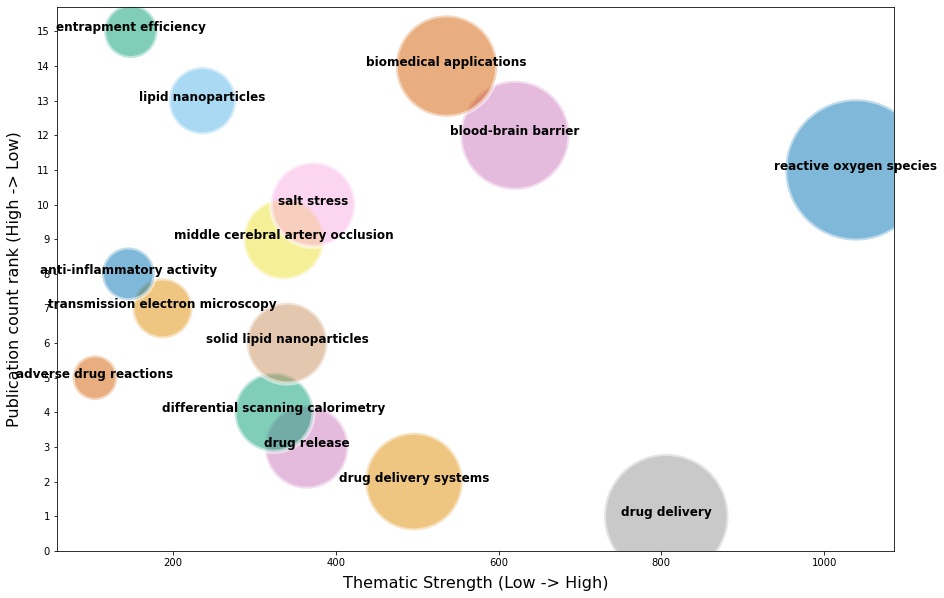 15
entrapment efficiency
14
biomedical applications
13
lipid nanoparticles
12
blood-brain barrier
11
reactive oxygen species
10
salt stress
9
middle cerebral artery occlusion
8
anti-inflammatory activity
7
transmission electron microscopy
6
solid lipid nanoparticles
5
adverse drug reactions
4
differential scanning calorimetry
3
drug release
2
drug delivery systems
1
drug delivery
0
200
400
600
800
1000
Publication count rank (High -> Low)
Thematic Strength (Low -> High)